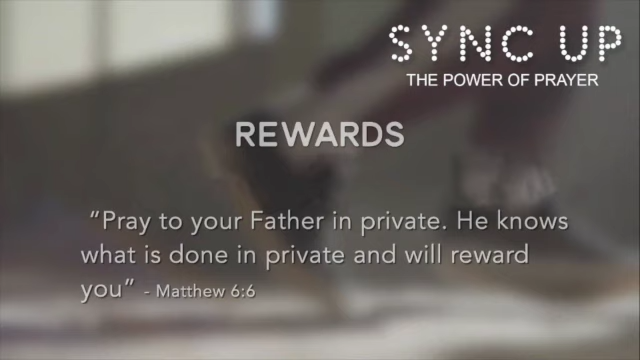 SYNC UP
THE POWER OF PRAYER
REWARDS
“Pray to your Father in private. He knows
what is done in private and will reward
you” - Matthew 6:6